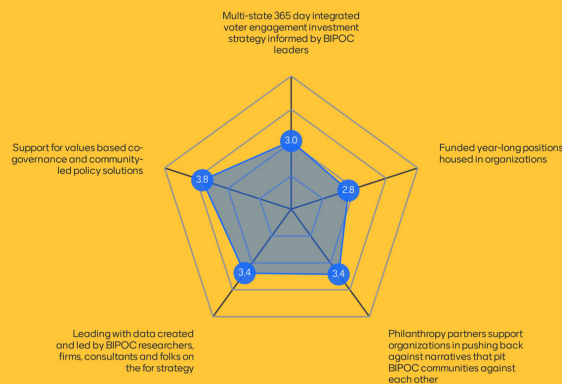 Multi-state 365 day integrated
voter engagement investment
strategy informed by BIPOC
leaders
3.0
Support for values based co-
governance and community-
led policy solutions
3.8
2.8
Funded year-long positions
housed in organizations
3.4
3.4
Leading with data created
and led by BIPOC researchers,
firms, consultants and folks on
the for strategy
Philanthropy partners support
organizations in pushing back
against narratives that pit
BIPOC communities against
each other